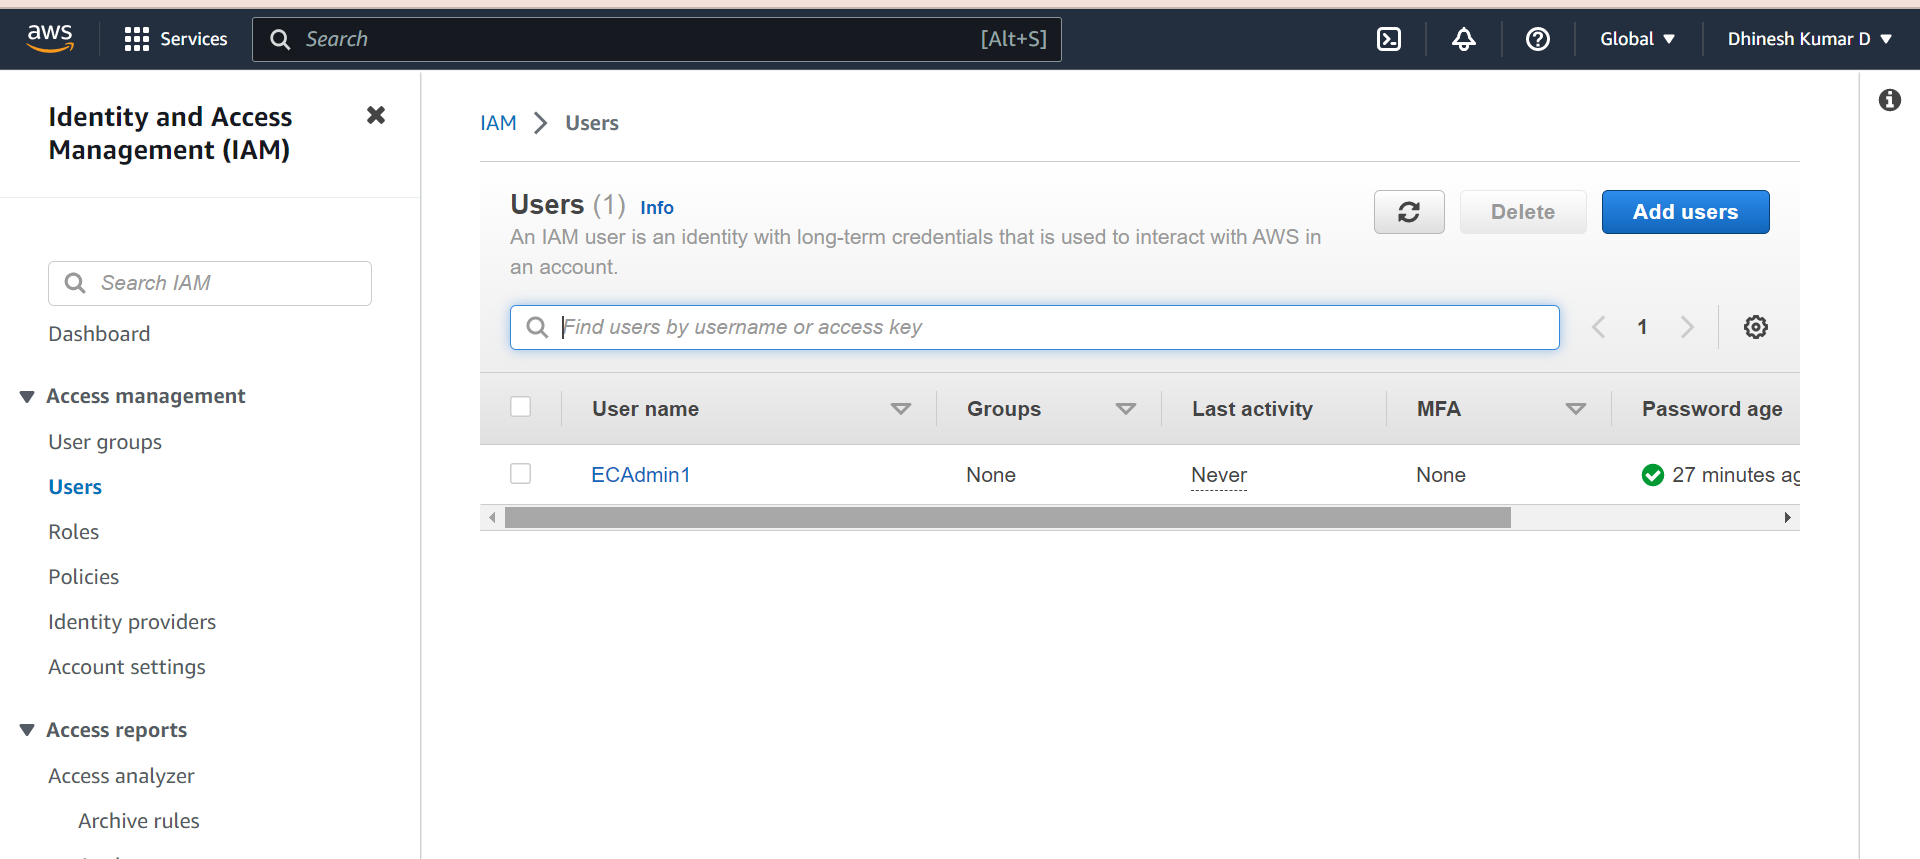 aws
Services
Search
[Alt+S]
Global
Dhinesh Kumar D
Identity and Access
Management (IAM)
Search IAM
Dashboard
Access management
User groups
Users
Roles
Policies
Identity providers
Account settings
Access reports
Access analyzer
Archive rules
IAM
Users
Users (1) Info
An IAM user is an identity with long-term credentials that is used to interact with AWS in
an account.
Delete
Add users
Find users by username or access key
1
User name
Groups
Last activity
MFA
Password age
ECAdmin1
None
Never
None
27 minutes ag